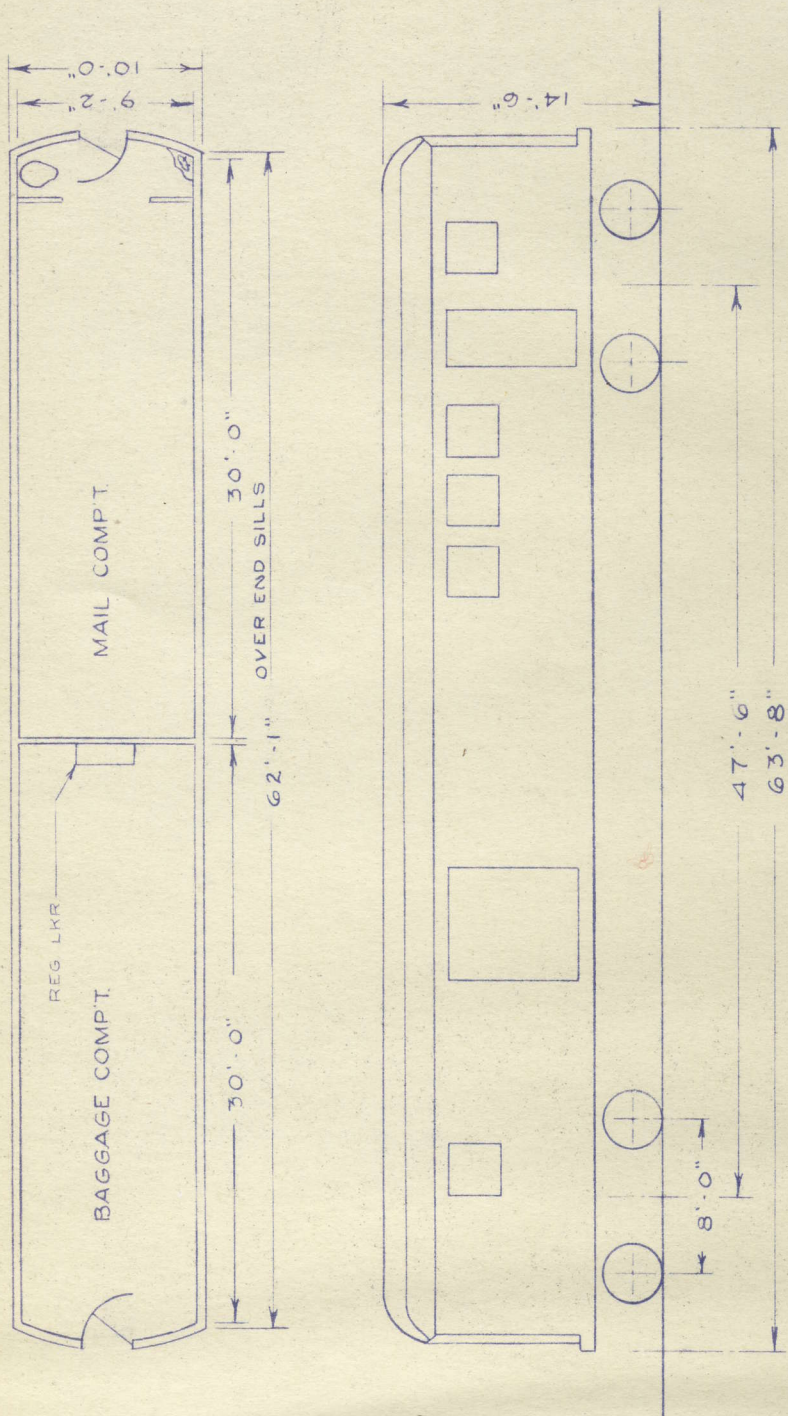 10'-0"
9'-2"
BAGGAGE COMP'T.
REG LKR
MAIL COMP'T.
30'-0"
30'-0"
62'-1" OVER END SILLS
14'-6"
8'-0"
47'-6"
63'-8"